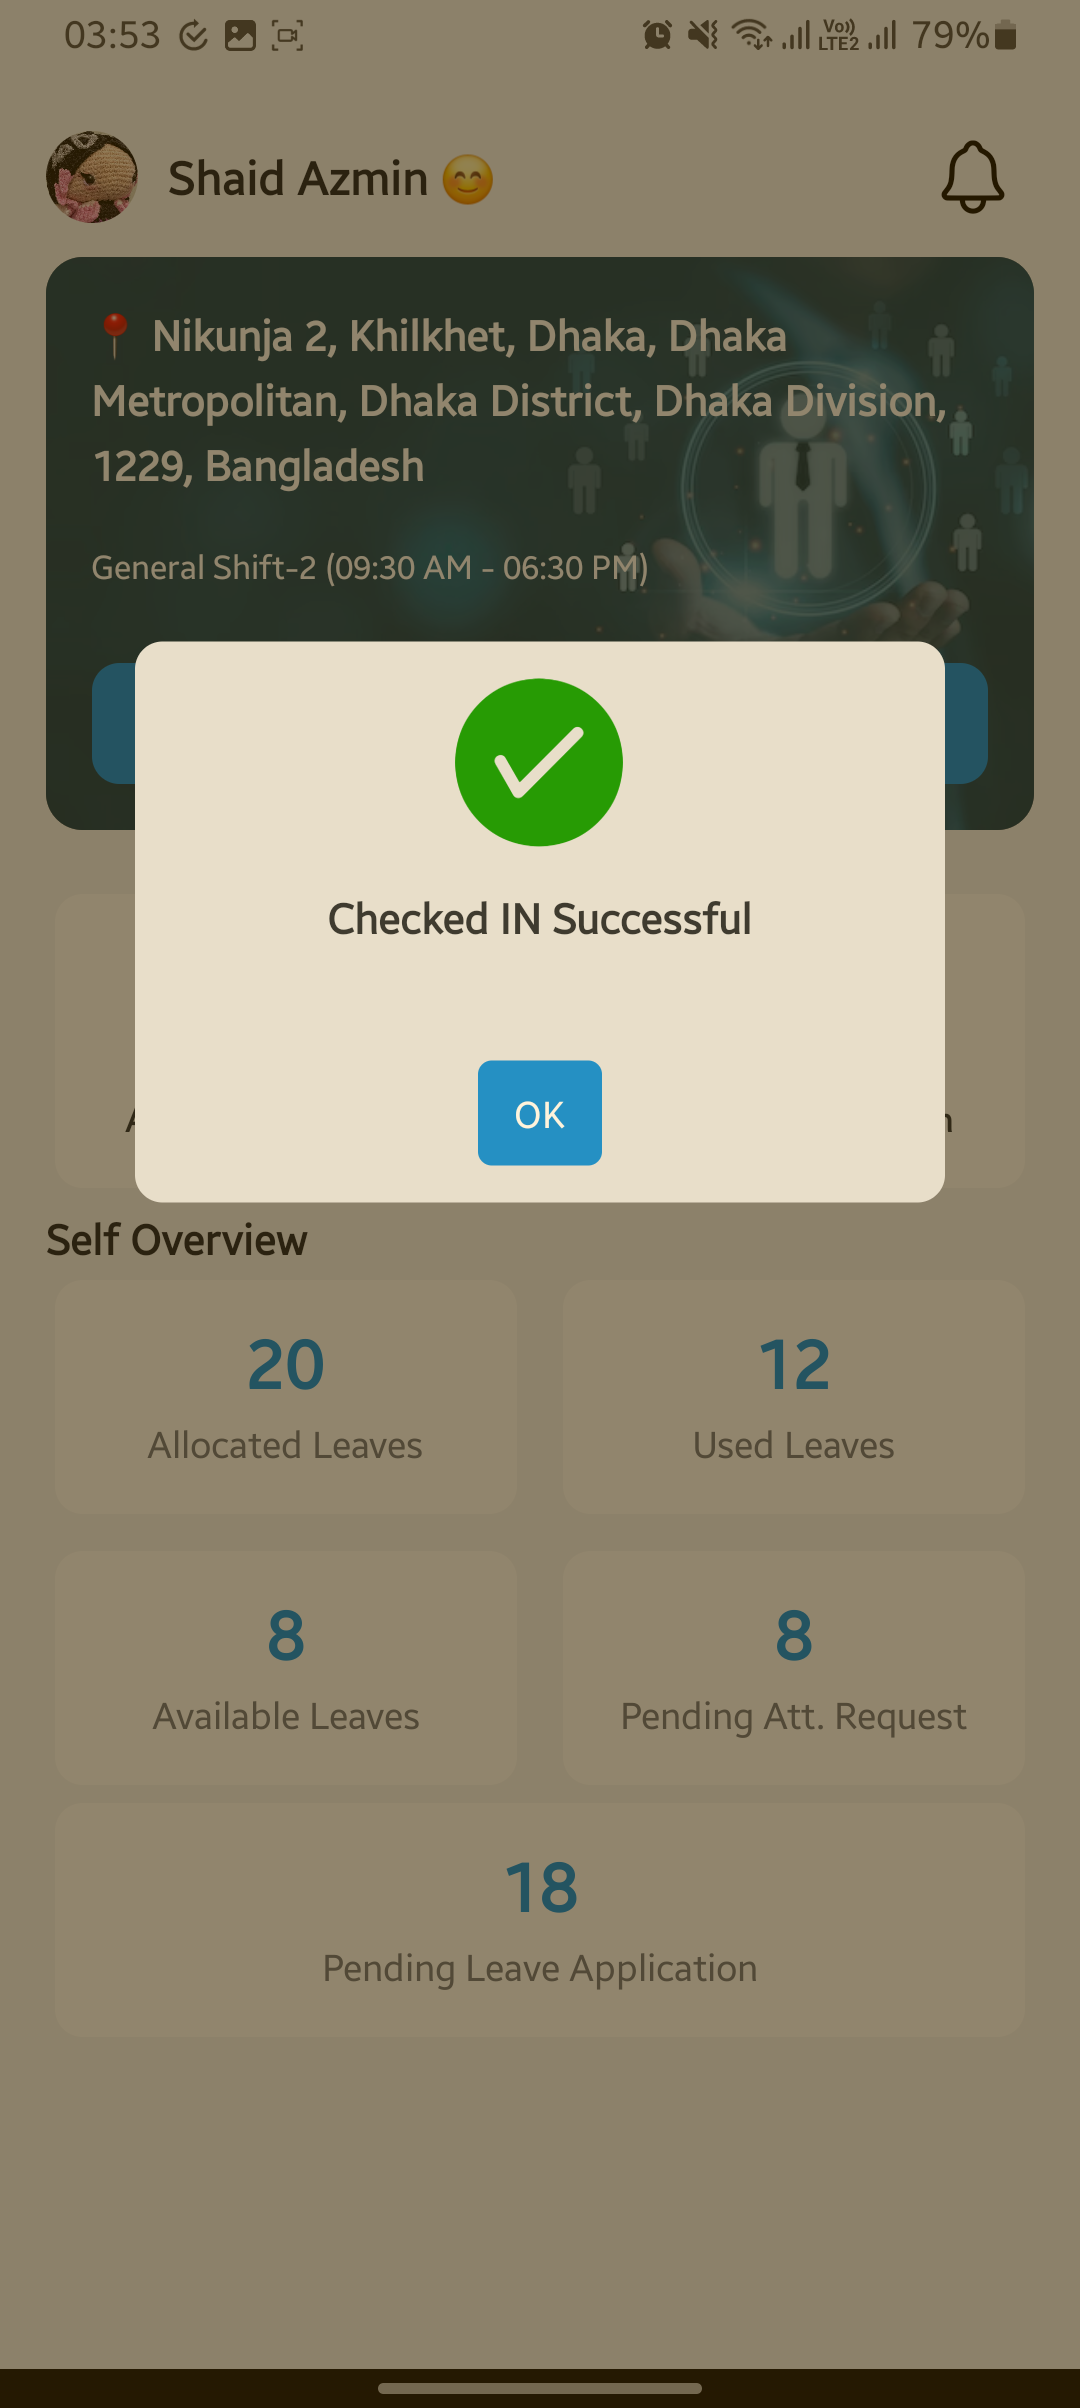 03:53 Vo)) LTE2 79%
Shaid Azmin 😊
📍 Nikunja 2, Khilkhet, Dhaka, Dhaka
Metropolitan, Dhaka District, Dhaka Division,
1229, Bangladesh
General Shift-2 (09:30 AM - 06:30 PM)
Checked IN Successful
OK
Self Overview
20
Allocated Leaves
12
Used Leaves
8
Available Leaves
8
Pending Att. Request
18
Pending Leave Application